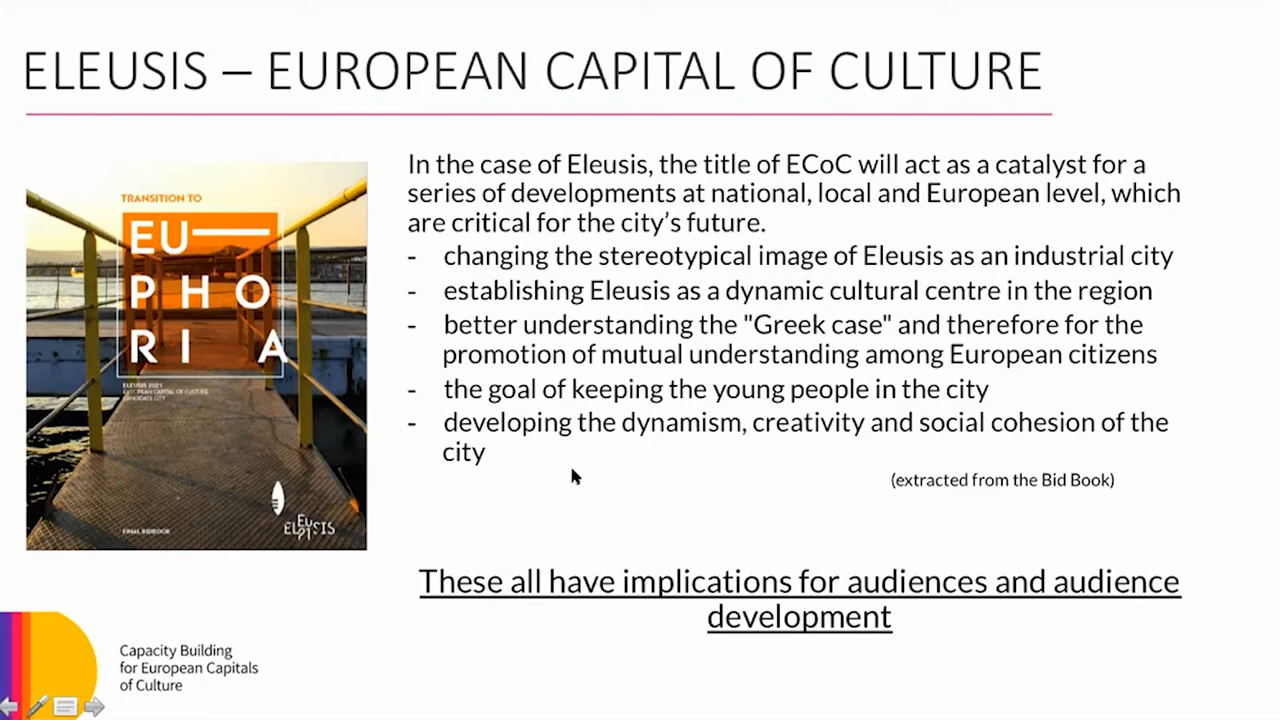 ELEUSIS – EUROPEAN CAPITAL OF CULTURE
TRANSITION TO
EU
PHO
RI A
ELEUSIS 2021
EUROPEAN CAPITAL OF CULTURE
CANDIDATE CITY
FINAL BIDBOOK
In the case of Eleusis, the title of ECoC will act as a catalyst for a
series of developments at national, local and European level, which
are critical for the city’s future.
- changing the stereotypical image of Eleusis as an industrial city
- establishing Eleusis as a dynamic cultural centre in the region
- better understanding the "Greek case" and therefore for the
promotion of mutual understanding among European citizens
- the goal of keeping the young people in the city
- developing the dynamism, creativity and social cohesion of the
city
(extracted from the Bid Book)
These all have implications for audiences and audience
development
Capacity Building
for European Capitals
of Culture